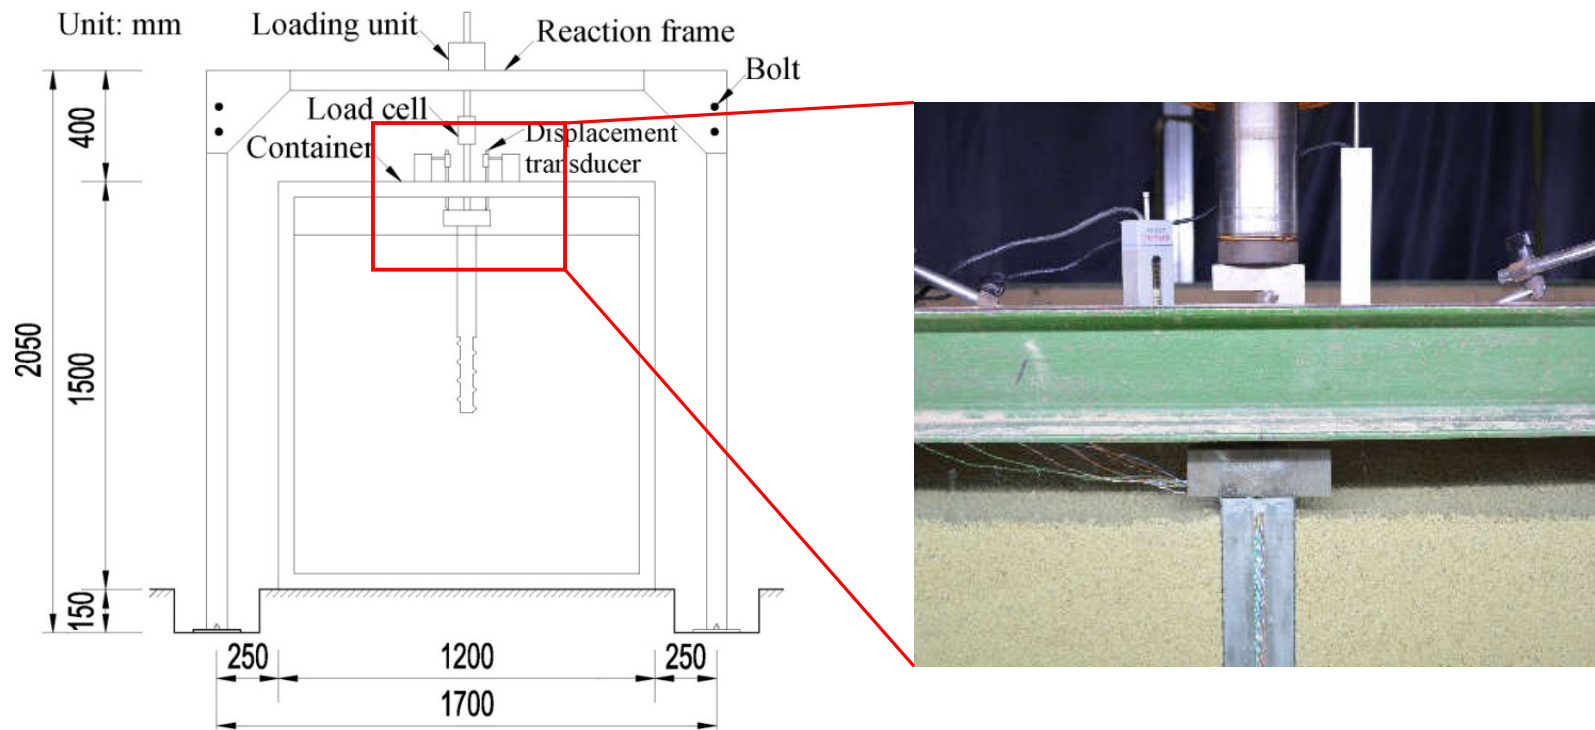 Unit: mm
Loading unit
Reaction frame
Bolt
Load cell
Displacement
transducer
Container
400
2050
1500
150
250
1200
250
1700